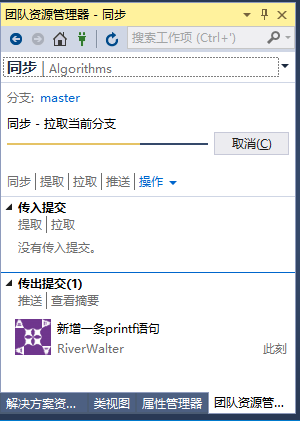 团队资源管理器 - 同步
搜索工作项 (Ctrl+')
同步 | Algorithms
分支: master
同步 - 拉取当前分支
取消(C)
同步 | 提取 | 拉取 | 推送 | 操作
传入提交
提取 | 拉取
没有传入提交。
传出提交(1)
推送 | 查看摘要
新增一条printf语句
RiverWalter 此刻
解决方案资... 类视图 属性管理器 团队资源管...